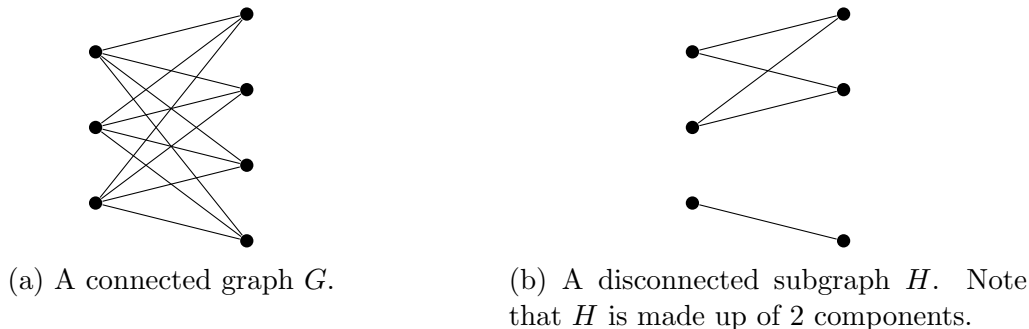 (a) A connected graph G.
(b) A disconnected subgraph H. Note
that H is made up of 2 components.